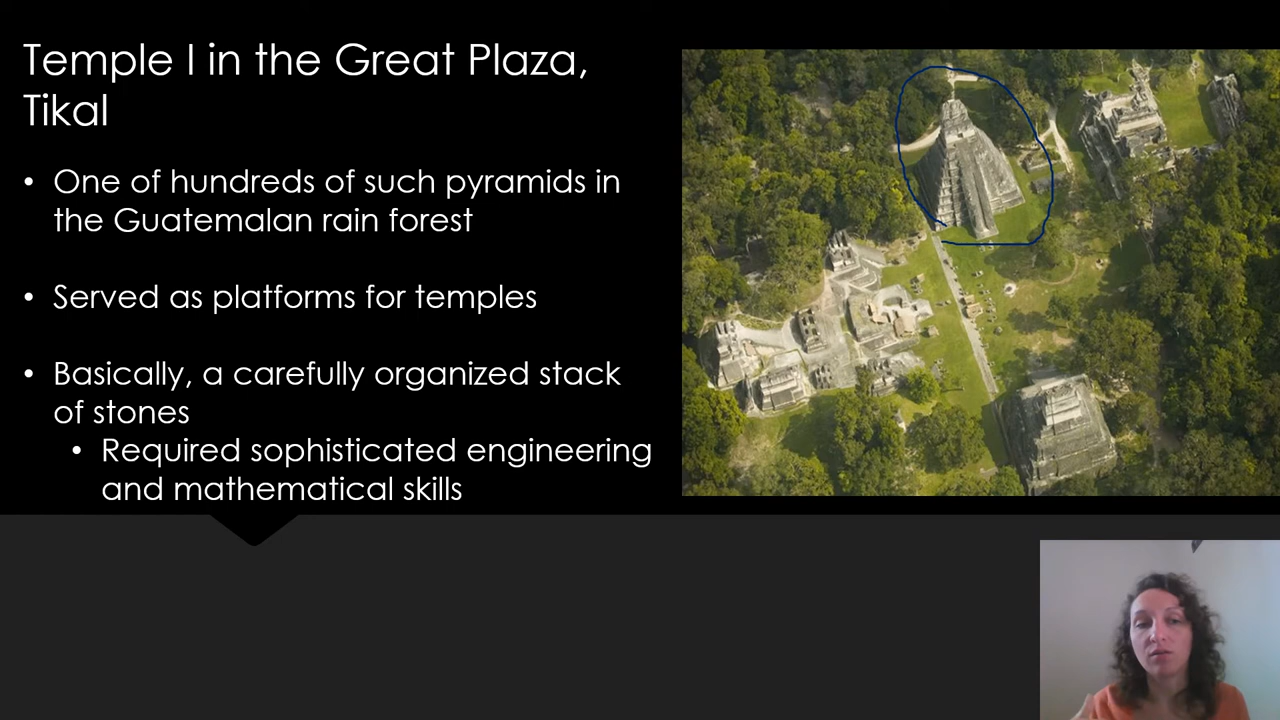 Temple I in the Great Plaza,
Tikal
• One of hundreds of such pyramids in
the Guatemalan rain forest
• Served as platforms for temples
• Basically, a carefully organized stack
of stones
• Required sophisticated engineering
and mathematical skills